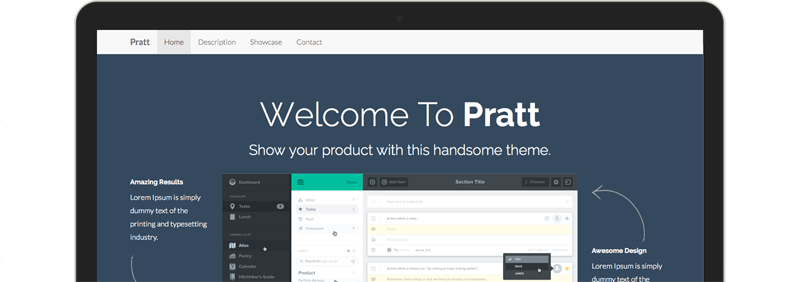 Pratt Home Description Showcase Contact
Welcome To Pratt
Show your product with this handsome theme.
Amazing Results
Lorem Ipsum is simply
dummy text of the
printing and typesetting
industry.
Dashboard
Tasks
Lunch
Atlas
Poetry
Calendar
Today
Add New
Section Title
Product
Awesome Design
Lorem Ipsum is simply
dummy text of the